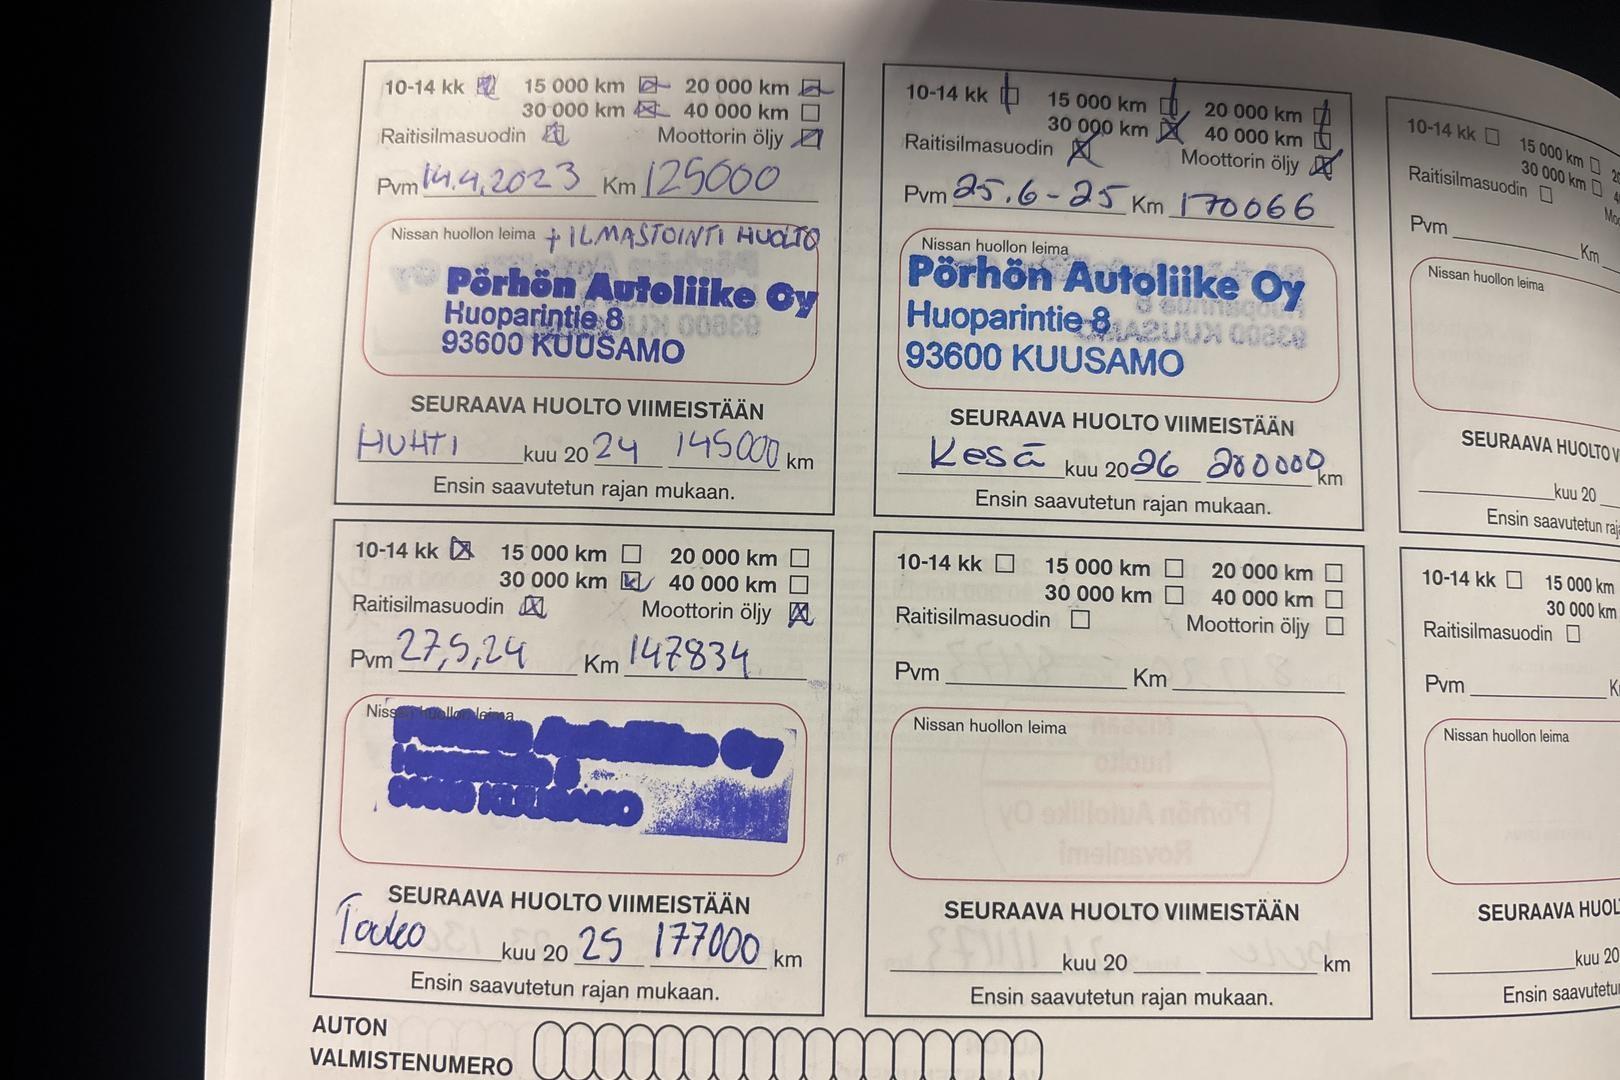 10-14 kk 15 000 km 20 000 km
30 000 km 40 000 km
Raitisilmasuodin Moottorin öljy
Pvm 14.4.2023 Km 125000
Nissan huollon leima + ILMASTOINTI HUOLTO
Pörhön Autoliike Oy
Huoparintie 8
93600 KUUSAMO
SEURAAVA HUOLTO VIIMEISTÄÄN
HUHTI kuu 20 24 145000 km
Ensin saavutetun rajan mukaan.
10-14 kk 15 000 km 20 000 km
30 000 km 40 000 km
Raitisilmasuodin Moottorin öljy
Pvm 25.6-25 Km 170066
Nissan huollon leima
Pörhön Autoliike Oy
Huoparintie 8
93600 KUUSAMO
SEURAAVA HUOLTO VIIMEISTÄÄN
Kesä kuu 20 26 200000 km
Ensin saavutetun rajan mukaan.
10-14 kk 15 000 km
30 000 km
Raitisilmasuodin
Pvm Km
Nissan huollon leima
SEURAAVA HUOLTO
kuu 20
Ensin saavutetun
10-14 kk 15 000 km 20 000 km
30 000 km 40 000 km
Raitisilmasuodin Moottorin öljy
Pvm 27,5,24 Km 147834
Nissan huollon leima
Autoliike Oy
8
KUUSAMO
SEURAAVA HUOLTO VIIMEISTÄÄN
Touko kuu 20 25 177000 km
Ensin saavutetun rajan mukaan.
10-14 kk 15 000 km 20 000 km
30 000 km 40 000 km
Raitisilmasuodin Moottorin öljy
Pvm Km
Nissan huollon leima
SEURAAVA HUOLTO VIIMEISTÄÄN
kuu 20 km
Ensin saavutetun rajan mukaan.
10-14 kk 15 000 km
30 000 km
Raitisilmasuodin
Pvm
Nissan huollon leima
SEURAAVA
kuu 20
Ensin
AUTON
VALMISTENUMERO